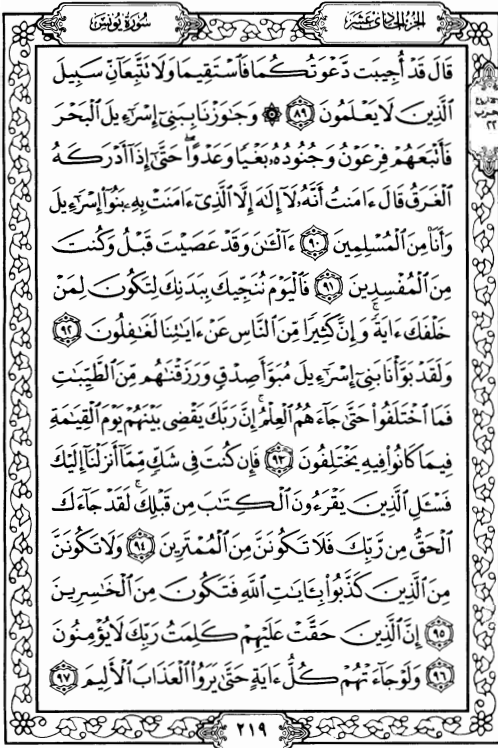 الجزء الحادي عشر
سورة يونس
قَالَ قَدْ أُجِيبَت دَّعْوَتُكُمَا فَٱسْتَقِيمَا وَلَا تَتَّبِعَآنِّ سَبِيلَ
ٱلَّذِينَ لَا يَعْلَمُونَ ٨٩ ۞ وَجَٰوَزْنَا بِبَنِىٓ إِسْرَٰٓءِيلَ ٱلْبَحْرَ
فَأَتْبَعَهُمْ فِرْعَوْنُ وَجُنُودُهُۥ بَغْيًا وَعَدْوًا ۖ حَتَّىٰٓ إِذَآ أَدْرَكَهُ
ٱلْغَرَقُ قَالَ ءَامَنتُ أَنَّهُۥ لَآ إِلَٰهَ إِلَّا ٱلَّذِىٓ ءَامَنَتْ بِهِۦ بَنُوٓا۟ إِسْرَٰٓءِيلَ
وَأَنَا۠ مِنَ ٱلْمُسْلِمِينَ ٩٠ ءَآلْـَٰٔنَ وَقَدْ عَصَيْتَ قَبْلُ وَكُنتَ
مِنَ ٱلْمُفْسِدِينَ ٩١ فَٱلْيَوْمَ نُنَجِّيكَ بِبَدَنِكَ لِتَكُونَ لِمَنْ
خَلْفَكَ ءَايَةً ۚ وَإِنَّ كَثِيرًا مِّنَ ٱلنَّاسِ عَنْ ءَايَٰتِنَا لَغَٰفِلُونَ ٩٢
وَلَقَدْ بَوَّأْنَا بَنِىٓ إِسْرَٰٓءِيلَ مُبَوَّأَ صِدْقٍ وَرَزَقْنَٰهُم مِّنَ ٱلطَّيِّبَٰتِ
فَمَا ٱخْتَلَفُوا۟ حَتَّىٰ جَآءَهُمُ ٱلْعِلْمُ ۚ إِنَّ رَبَّكَ يَقْضِى بَيْنَهُمْ يَوْمَ ٱلْقِيَٰمَةِ
فِيمَا كَانُوا۟ فِيهِ يَخْتَلِفُونَ ٩٣ فَإِن كُنتَ فِى شَكٍّ مِّمَّآ أَنزَلْنَآ إِلَيْكَ
فَسْـَٔلِ ٱلَّذِينَ يَقْرَءُونَ ٱلْكِتَٰبَ مِن قَبْلِكَ ۚ لَقَدْ جَآءَكَ
ٱلْحَقُّ مِن رَّبِّكَ فَلَا تَكُونَنَّ مِنَ ٱلْمُمْتَرِينَ ٩٤ وَلَا تَكُونَنَّ
مِنَ ٱلَّذِينَ كَذَّبُوا۟ بِـَٔايَٰتِ ٱللَّهِ فَتَكُونَ مِنَ ٱلْخَٰسِرِينَ
٩٥ إِنَّ ٱلَّذِينَ حَقَّتْ عَلَيْهِمْ كَلِمَتُ رَبِّكَ لَا يُؤْمِنُونَ
٩٦ وَلَوْ جَآءَتْهُمْ كُلُّ ءَايَةٍ حَتَّىٰ يَرَوُا۟ ٱلْعَذَابَ ٱلْأَلِيمَ ٩٧
٢١٩
حزب
٢٢